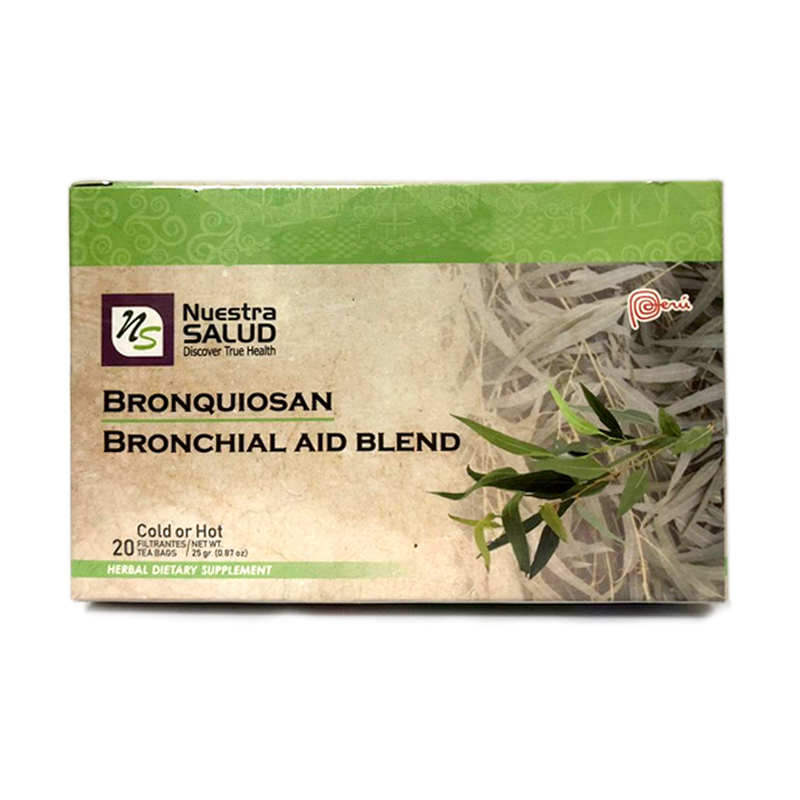 NS
Nuestra
SALUD
Discover True Health
Perú
BRONQUIOSAN
BRONCHIAL AID BLEND
Cold or Hot
20 FILTRANTES / NET WT.
TEA BAGS / 25 gr. (0.87 oz)
HERBAL DIETARY SUPPLEMENT